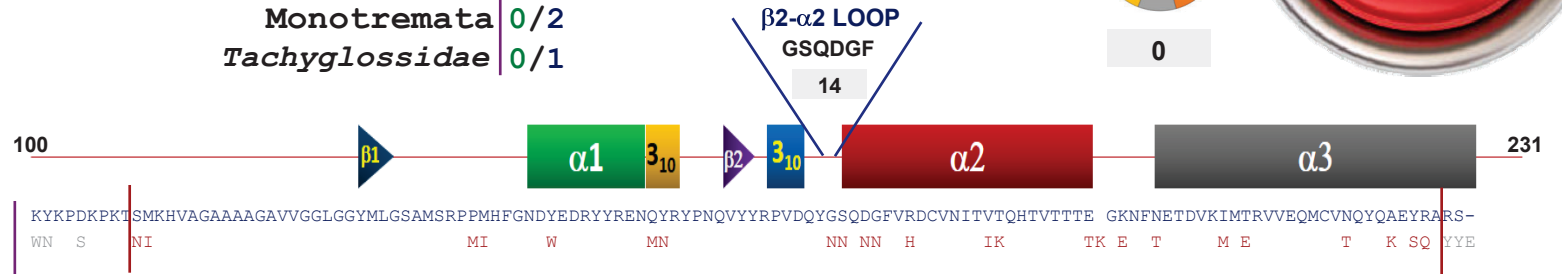 Monotremata 0/2
Tachyglossidae 0/1
β2-α2 LOOP
GSQDGF
14
0
100 β1 α1 3₁₀ β2 3₁₀ α2 α3 231
KYKPDKPKTSMKHVAGAAAAGAVVGGLGGYMLGSAMSRPPMHFGNDYEDRYYRENQYRYPNQVYYRPVDQYGSQDGFVRDCVNITVTQHTVTTTE GKNFNETDVKIMTRVVEQMCVNQYQAEYRARS-
WN S NI MI W MN NN NN H IK TK E T M E T K SQ YYE